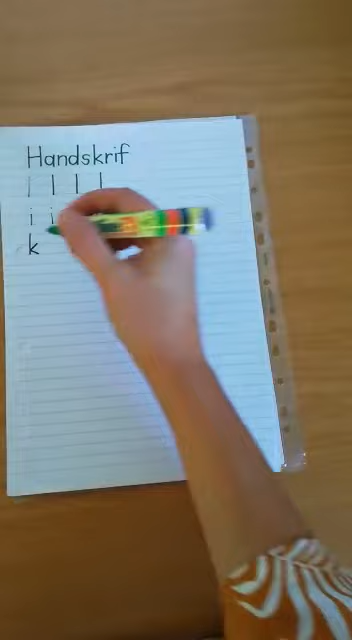 Handskrif
l l l l
i i
k